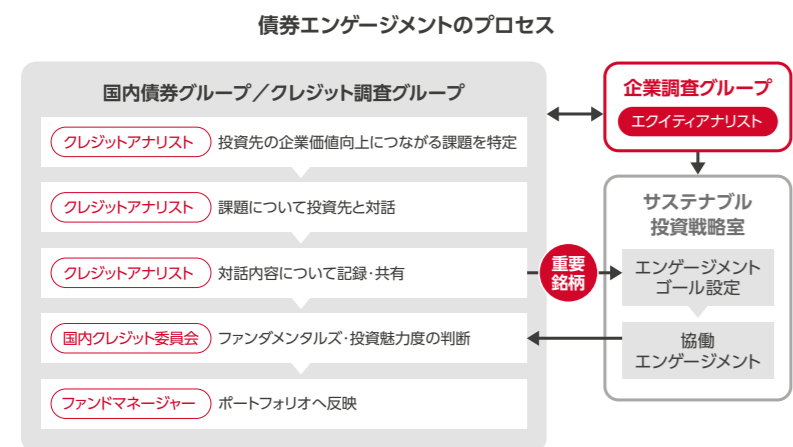 債券エンゲージメントのプロセス
国内債券グループ／クレジット調査グループ
クレジットアナリスト 投資先の企業価値向上につながる課題を特定
クレジットアナリスト 課題について投資先と対話
クレジットアナリスト 対話内容について記録・共有
国内クレジット委員会 ファンダメンタルズ・投資魅力度の判断
ファンドマネージャー ポートフォリオへ反映
重要
銘柄
企業調査グループ
エクイティアナリスト
サステナブル
投資戦略室
エンゲージメント
ゴール設定
協働
エンゲージメント